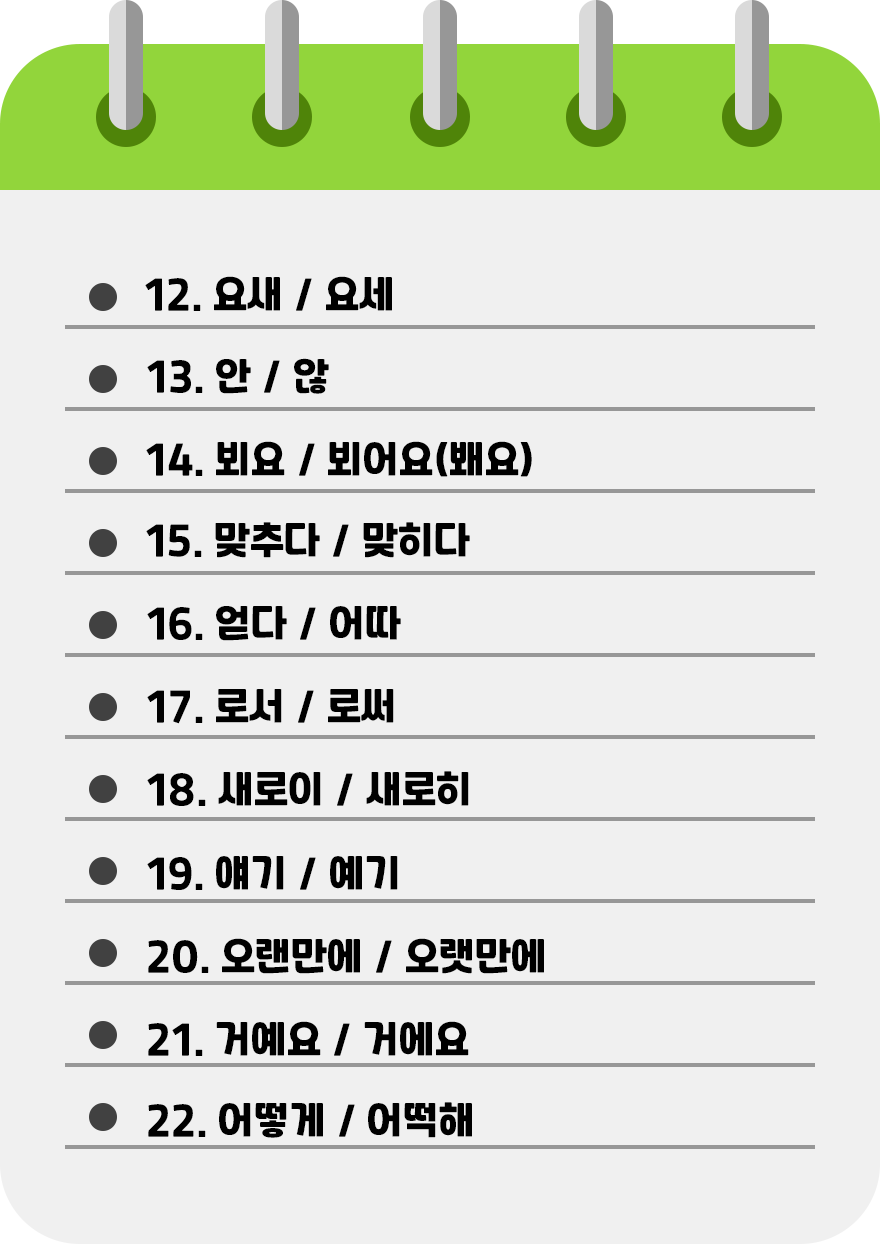 12. 요새 / 요세
13. 안 / 않
14. 뵈요 / 뵈어요(봬요)
15. 맞추다 / 맞히다
16. 얻다 / 어따
17. 로서 / 로써
18. 새로이 / 새로히
19. 얘기 / 예기
20. 오랜만에 / 오랫만에
21. 거예요 / 거에요
22. 어떻게 / 어떡해